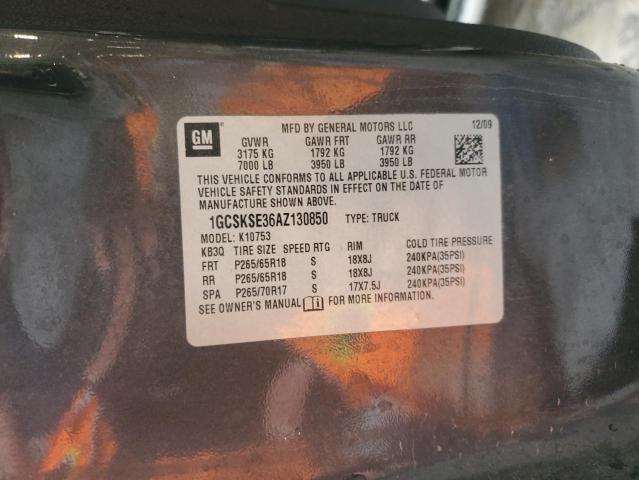 GM
MFD BY GENERAL MOTORS LLC 12/09
GVWR GAWR FRT GAWR RR
3175 KG 1792 KG 1792 KG
7000 LB 3950 LB 3950 LB
THIS VEHICLE CONFORMS TO ALL APPLICABLE U.S. FEDERAL MOTOR
VEHICLE SAFETY STANDARDS IN EFFECT ON THE DATE OF
MANUFACTURE SHOWN ABOVE.
1GCSKSE36AZ130850 TYPE: TRUCK
MODEL: K10753
KB3Q TIRE SIZE SPEED RTG RIM COLD TIRE PRESSURE
FRT P265/65R18 S 18X8J 240KPA(35PSI)
RR P265/65R18 S 18X8J 240KPA(35PSI)
SPA P265/70R17 S 17X7.5J 240KPA(35PSI)
SEE OWNER'S MANUAL FOR MORE INFORMATION.